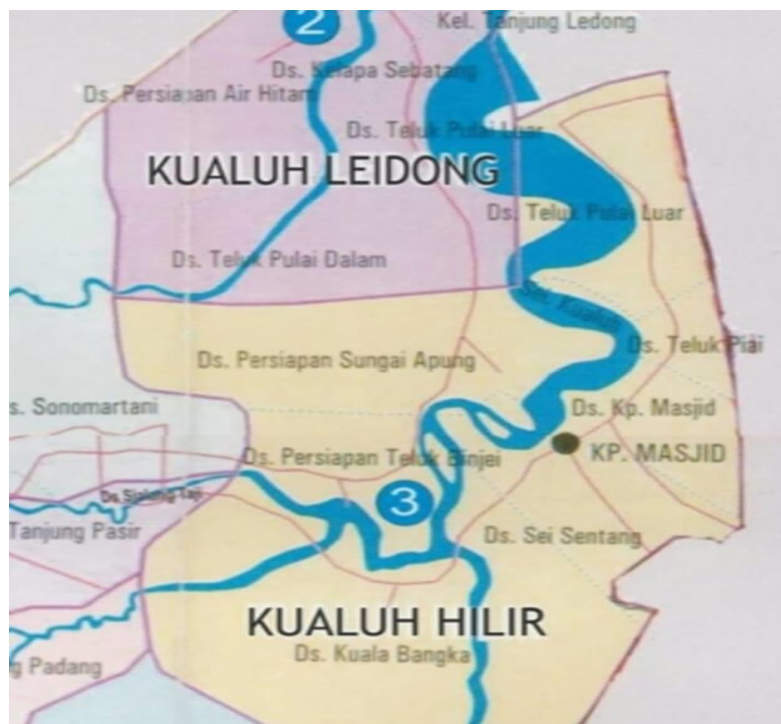 2
Kel. Tanjung Ledong
Ds. Kelapa Sebatang
Ds. Persiapan Air Hitam
Ds. Teluk Pulai Luar
KUALUH LEIDONG
Ds. Teluk Pulai Luar
Ds. Teluk Pulai Dalam
Sei. Kualuh
Ds. Teluk Piai
Ds. Persiapan Sungai Apung
s. Sonomartani
Ds. Kp. Masjid
KP. MASJID
Ds. Persiapan Teluk Binjei
3
Tanjung Pasir
Ds. Sei Sentang
KUALUH HILIR
Ds. Kuala Bangka
g Padang